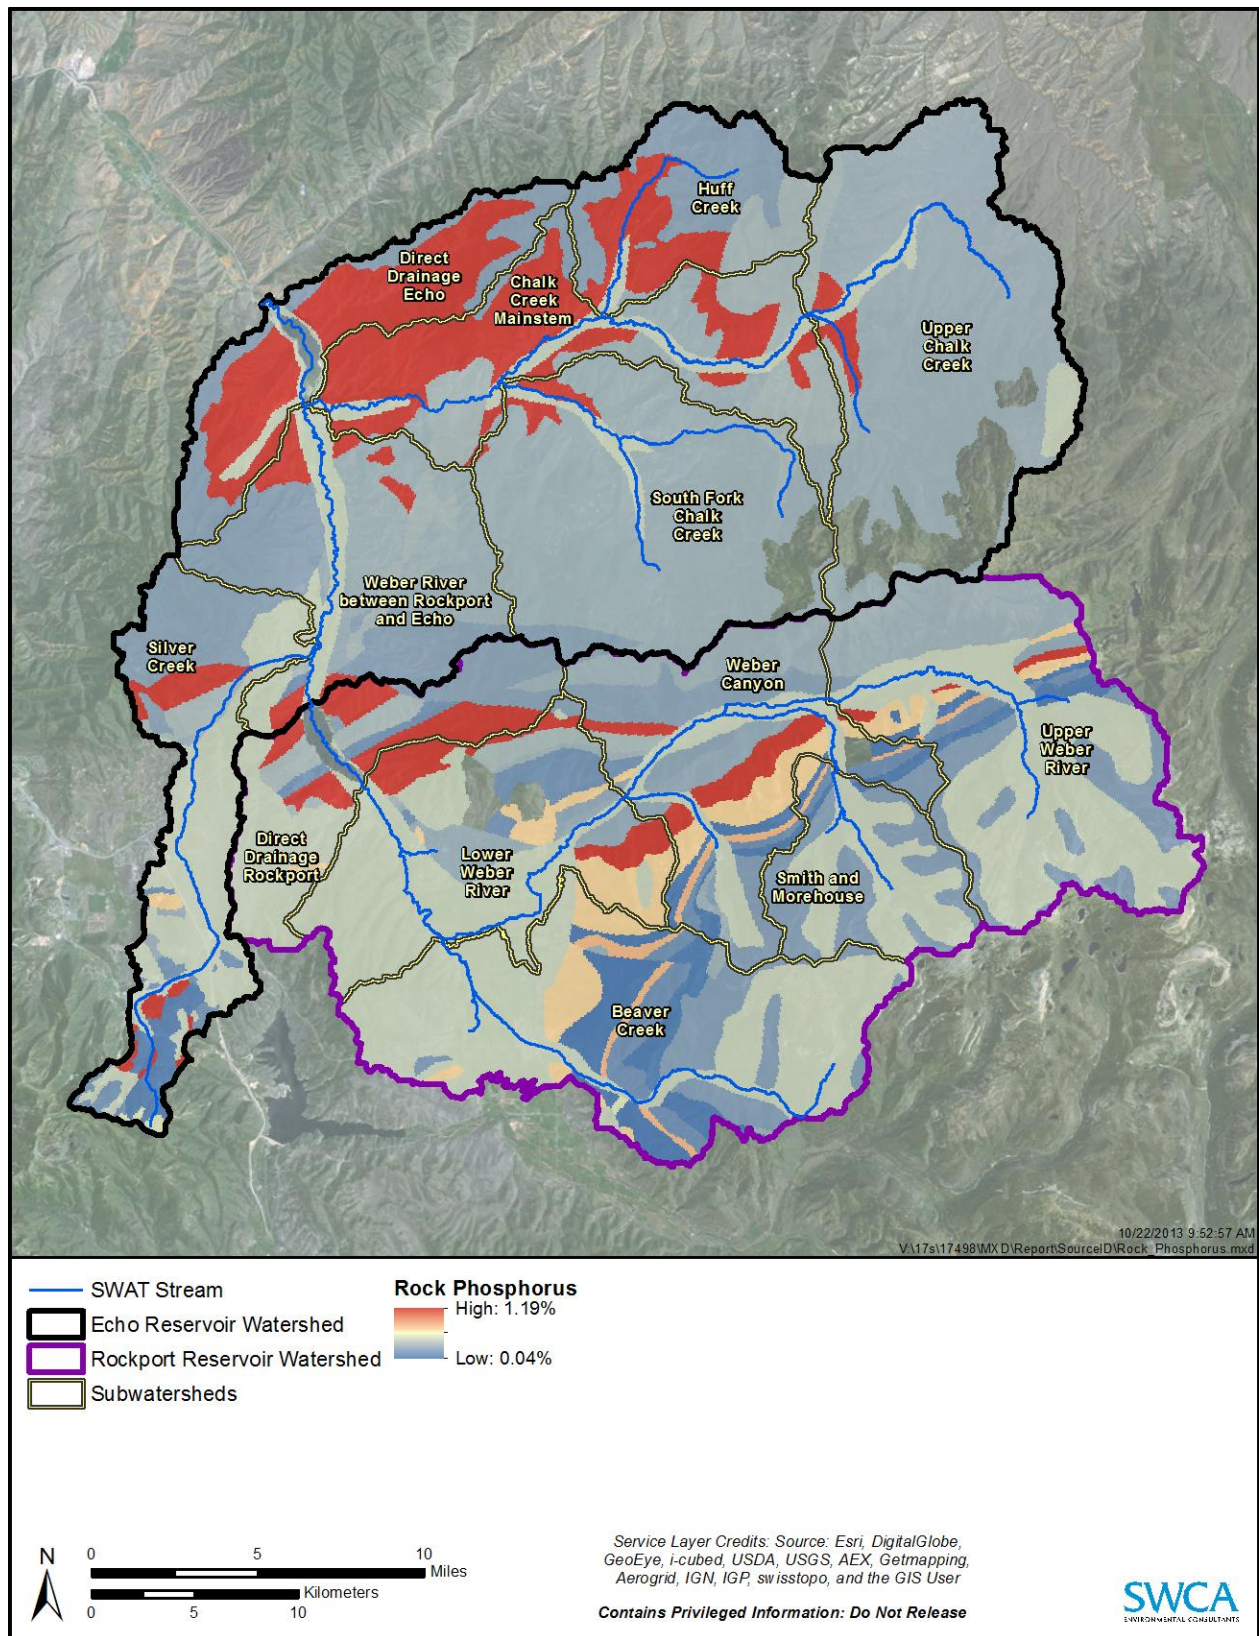 Huff
Creek
Direct
Drainage
Echo
Chalk
Creek
Mainstem
Upper
Chalk
Creek
South Fork
Chalk
Creek
Weber River
between Rockport
and Echo
Silver
Creek
Weber
Canyon
Upper
Weber
River
Direct
Drainage
Rockport
Lower
Weber
River
Smith and
Morehouse
Beaver
Creek
10/22/2013 9:52:57 AM
V:\17s\17498\MXD\Report\SourceID\Rock_Phosphorus.mxd
SWAT Stream
Echo Reservoir Watershed
Rockport Reservoir Watershed
Subwatersheds
Rock Phosphorus
High: 1.19%
Low: 0.04%
N
0 5 10
Miles
Kilometers
0 5 10
Service Layer Credits: Source: Esri, DigitalGlobe,
GeoEye, i-cubed, USDA, USGS, AEX, Getmapping,
Aerogrid, IGN, IGP, swisstopo, and the GIS User
Contains Privileged Information: Do Not Release
SWCA
ENVIRONMENTAL CONSULTANTS